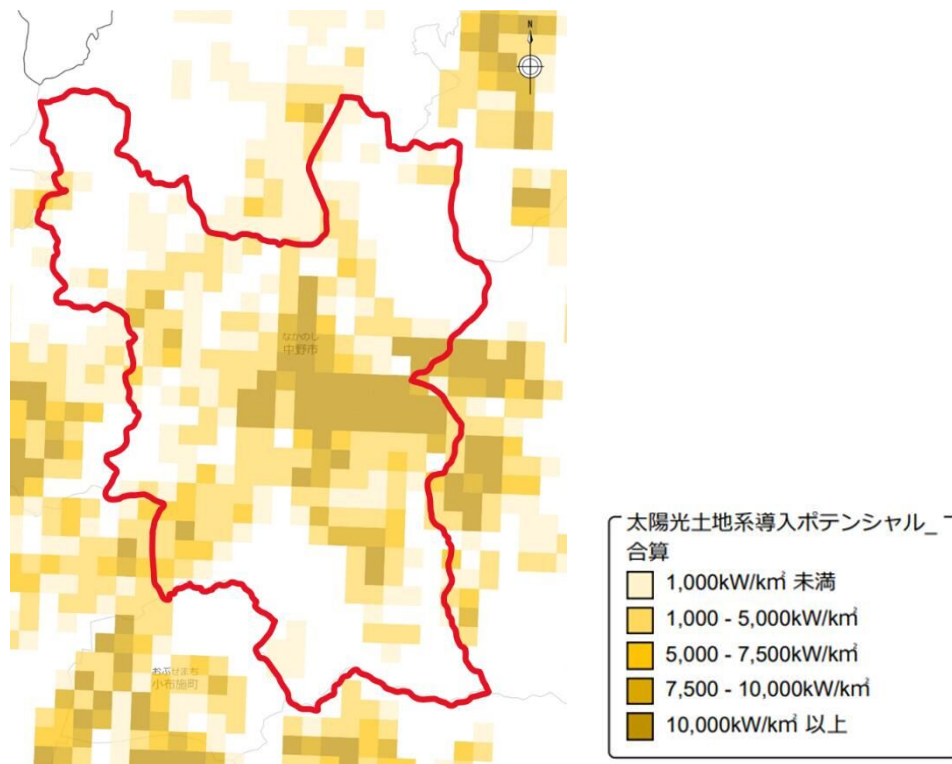 N
なかのし
中野市
おぶせまち
小布施町
太陽光土地系導入ポテンシャル_
合算
1,000kW/k㎡ 未満
1,000 - 5,000kW/k㎡
5,000 - 7,500kW/k㎡
7,500 - 10,000kW/k㎡
10,000kW/k㎡ 以上